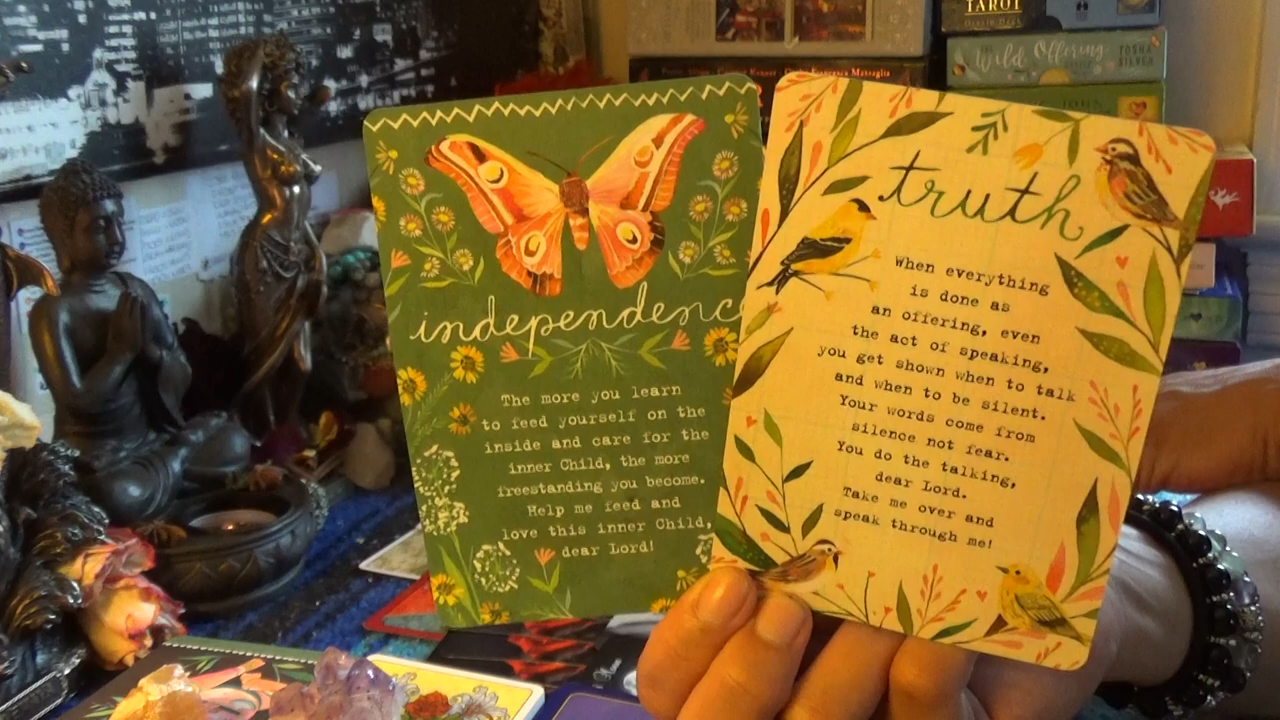 TAROT
Wild Offering
TOSHA
SILVER
Francesca Matteoni
independence
The more you learn
to feed yourself on the
inside and care for the
inner Child, the more
freestanding you become.
Help me feed and
love this inner Child,
dear Lord!
truth
When everything
is done as
an offering, even
the act of speaking,
you get shown when to talk
and when to be silent.
Your words come from
silence not fear.
You do the talking,
dear Lord.
Take me over and
speak through me!